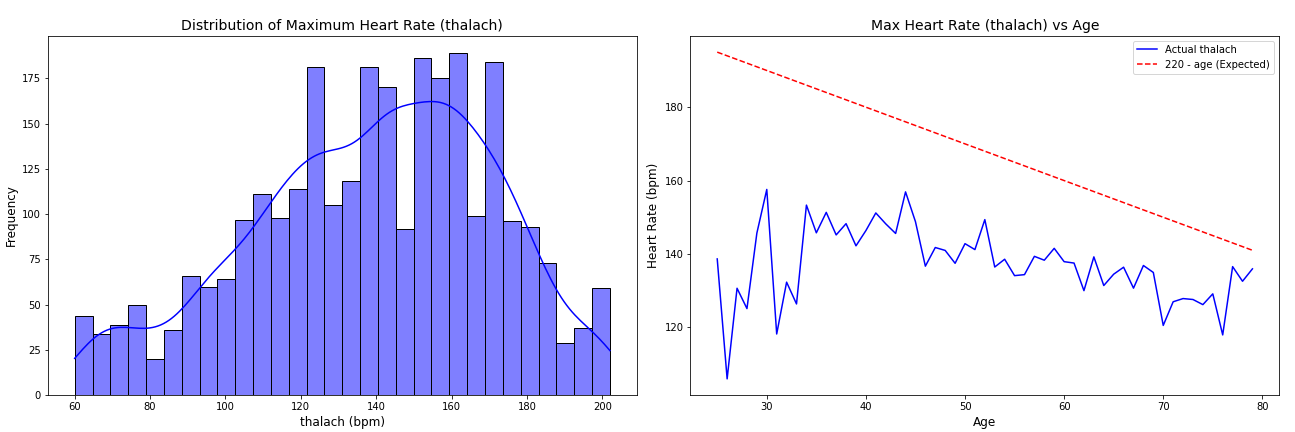 Distribution of Maximum Heart Rate (thalach)
Frequency
175
150
125
100
75
50
25
0
60 80 100 120 140 160 180 200
thalach (bpm)
Max Heart Rate (thalach) vs Age
Actual thalach
220 - age (Expected)
Heart Rate (bpm)
180
160
140
120
30 40 50 60 70 80
Age